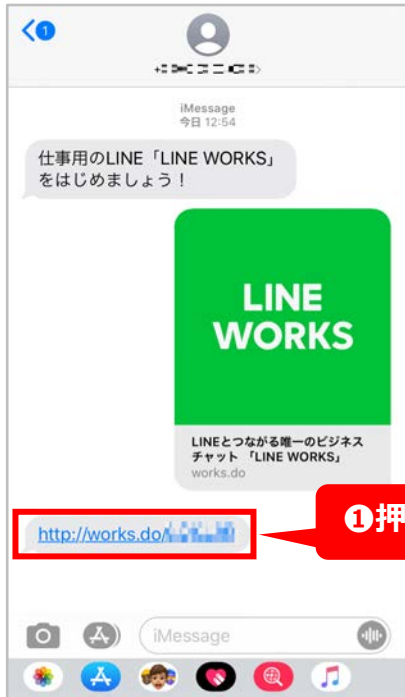 1
iMessage
今日 12:54
仕事用のLINE「LINE WORKS」
をはじめましょう！
LINE
WORKS
LINEとつながる唯一のビジネス
チャット 「LINE WORKS」
works.do
http://works.do/
❶押
iMessage